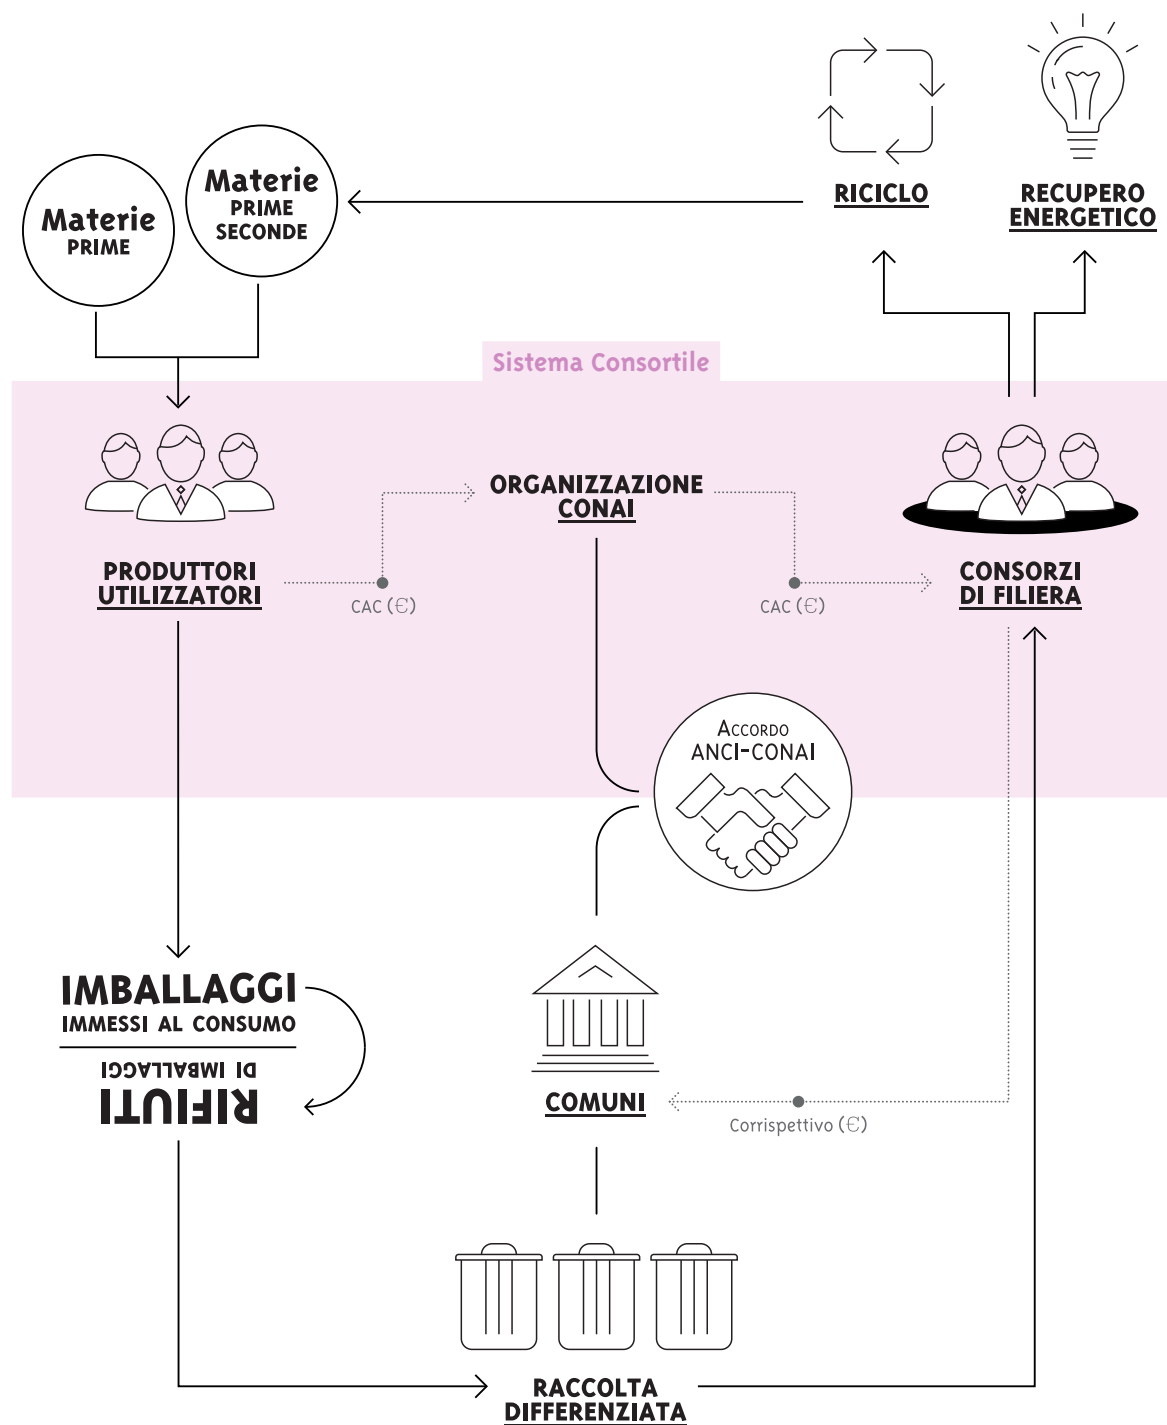 RICICLO
RECUPERO
ENERGETICO
Materie
PRIME
Materie
PRIME
SECONDE
Sistema Consortile
PRODUTTORI
UTILIZZATORI
CAC (€)
ORGANIZZAZIONE
CONAI
CAC (€)
CONSORZI
DI FILIERA
ACCORDO
ANCI-CONAI
IMBALLAGGI
IMMESSI AL CONSUMO
RIFIUTI
DI IMBALLAGGI
COMUNI
Corrispettivo (€)
RACCOLTA
DIFFERENZIATA